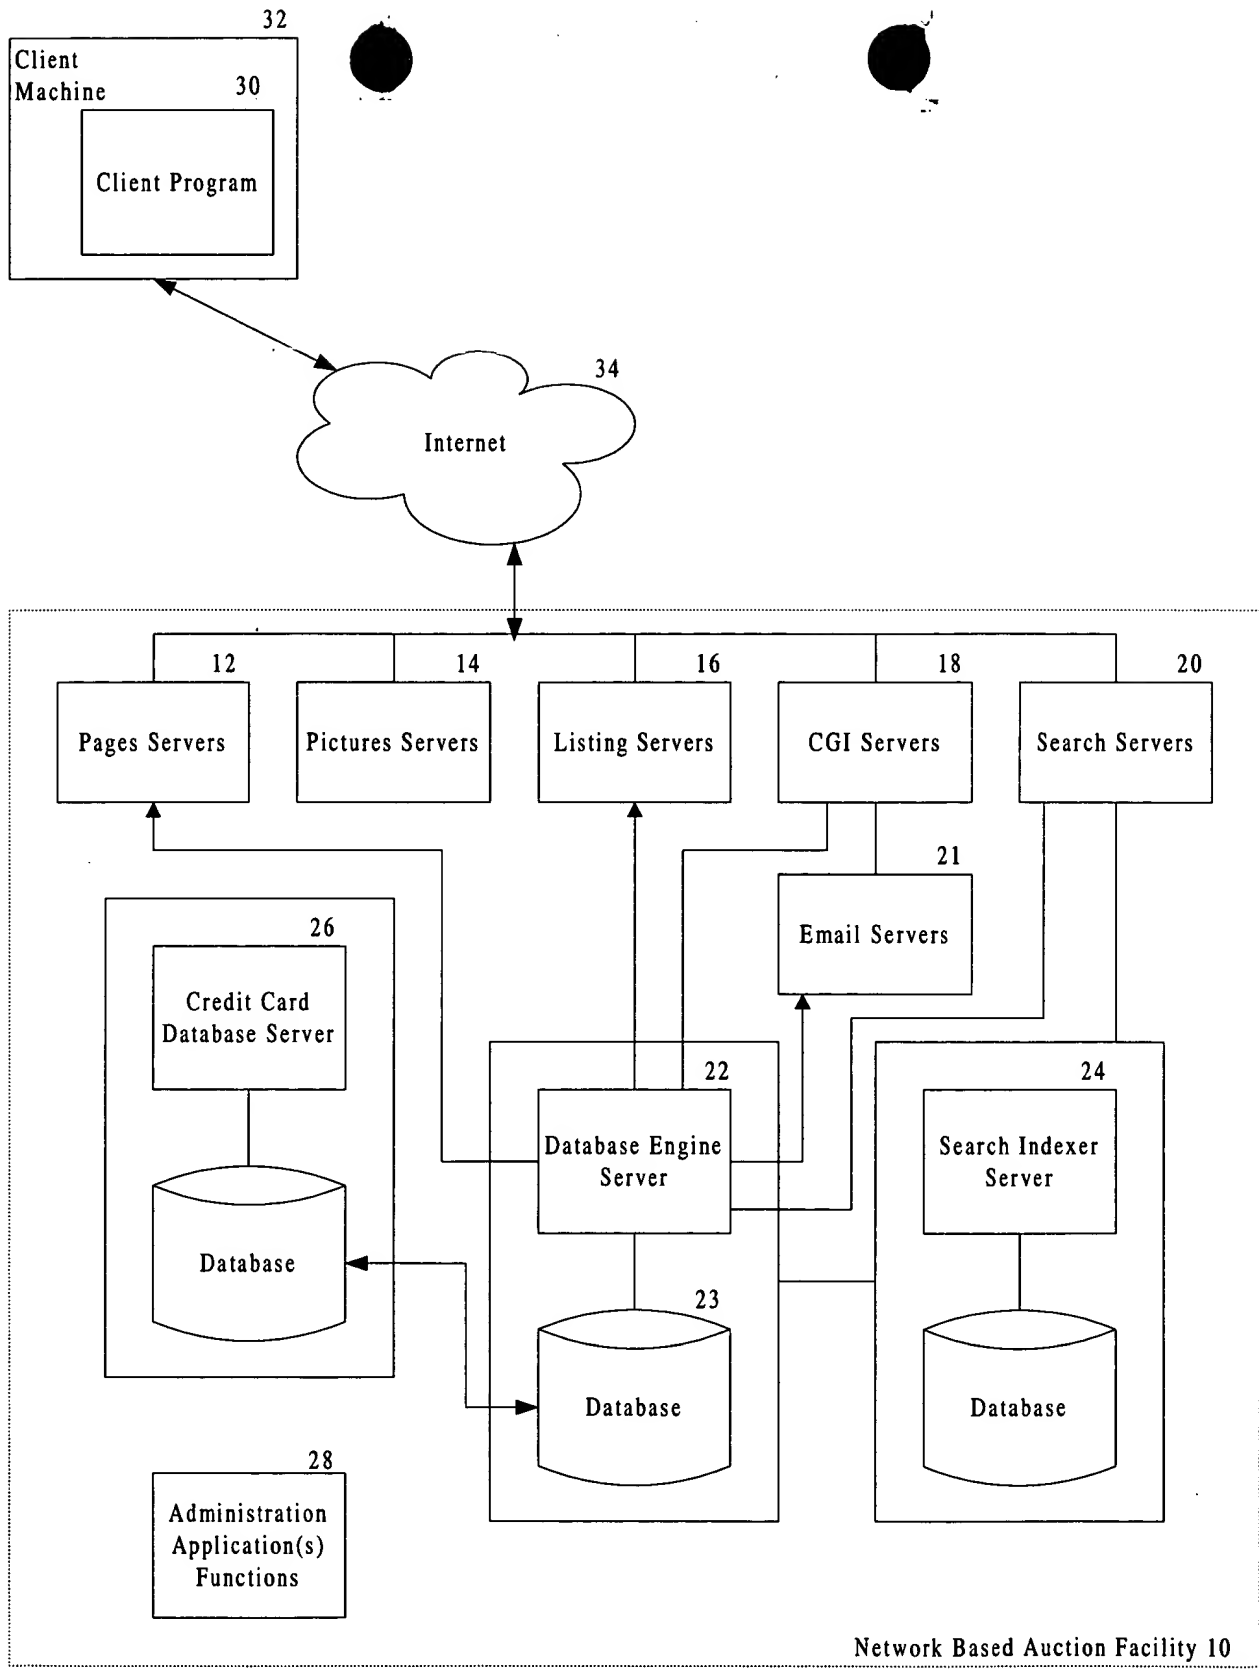 32
Client
Machine
30
Client Program
34
Internet
12
14
16
18
20
Pages Servers
Pictures Servers
Listing Servers
CGI Servers
Search Servers
21
Email Servers
26
Credit Card
Database Server
22
Database Engine
Server
24
Search Indexer
Server
Database
23
Database
Database
28
Administration
Application(s)
Functions
Network Based Auction Facility 10